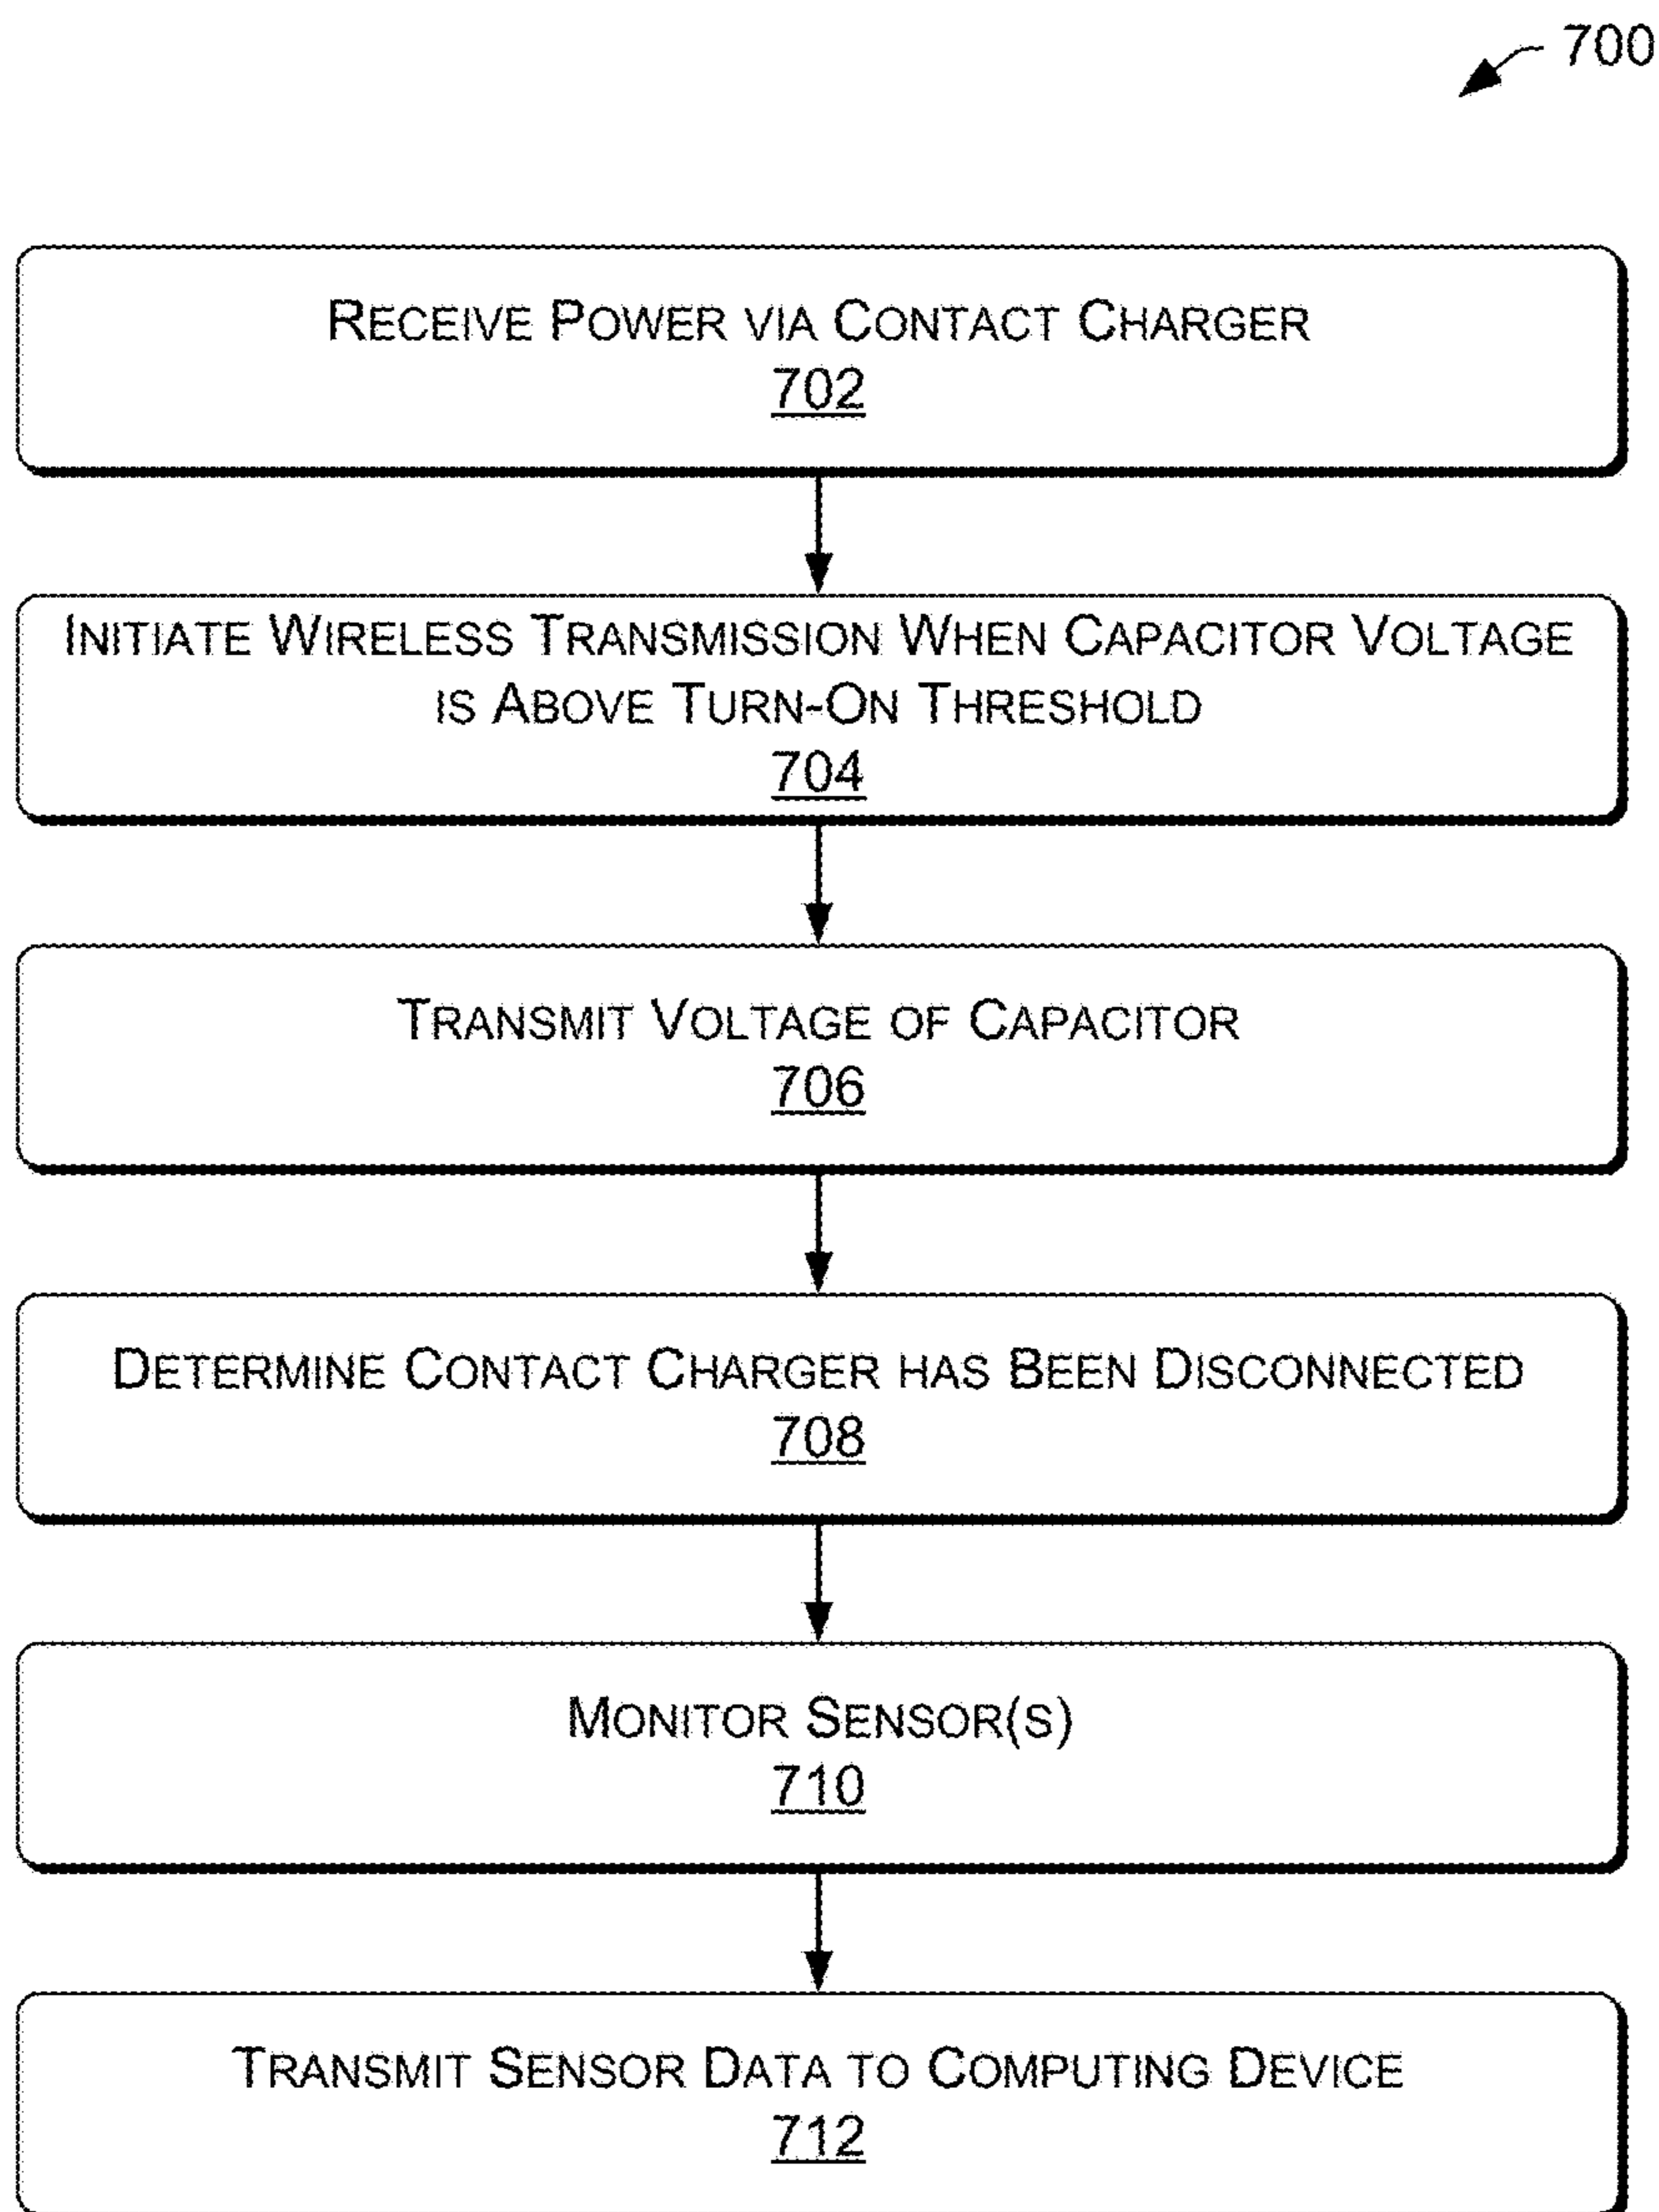 700
RECEIVE POWER VIA CONTACT CHARGER
702
INITIATE WIRELESS TRANSMISSION WHEN CAPACITOR VOLTAGE
IS ABOVE TURN-ON THRESHOLD
704
TRANSMIT VOLTAGE OF CAPACITOR
706
DETERMINE CONTACT CHARGER HAS BEEN DISCONNECTED
708
MONITOR SENSOR(S)
710
TRANSMIT SENSOR DATA TO COMPUTING DEVICE
712